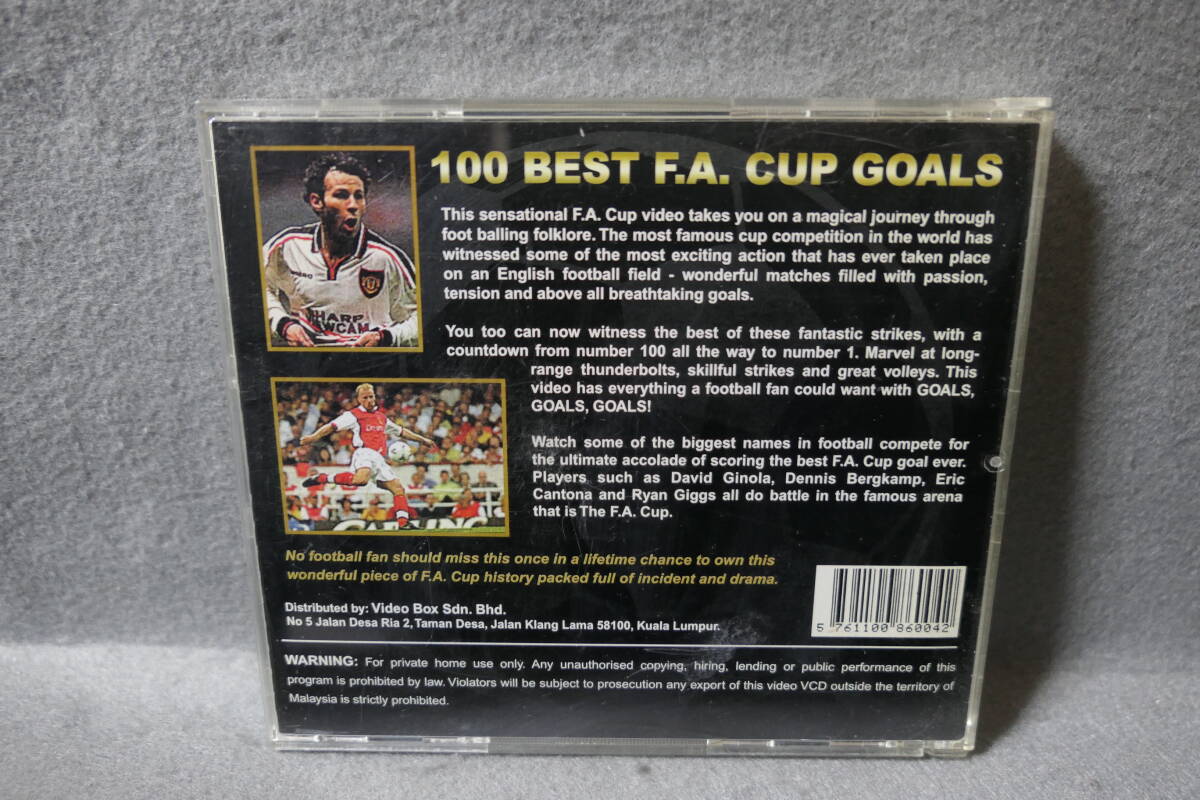 100 BEST F.A. CUP GOALS
This sensational F.A. Cup video takes you on a magical journey through
foot balling folklore. The most famous cup competition in the world has
witnessed some of the most exciting action that has ever taken place
on an English football field - wonderful matches filled with passion,
tension and above all breathtaking goals.
You too can now witness the best of these fantastic strikes, with a
countdown from number 100 all the way to number 1. Marvel at long-
range thunderbolts, skillful strikes and great volleys. This
video has everything a football fan could want with GOALS,
GOALS, GOALS!
Watch some of the biggest names in football compete for
the ultimate accolade of scoring the best F.A. Cup goal ever.
Players such as David Ginola, Dennis Bergkamp, Eric
Cantona and Ryan Giggs all do battle in the famous arena
that is The F.A. Cup.
No football fan should miss this once in a lifetime chance to own this
wonderful piece of F.A. Cup history packed full of incident and drama.
Distributed by: Video Box Sdn. Bhd.
No 5 Jalan Desa Ria 2, Taman Desa, Jalan Klang Lama 58100, Kuala Lumpur.
5 761100 860042
WARNING: For private home use only. Any unauthorised copying, hiring, lending or public performance of this
program is prohibited by law. Violators will be subject to prosecution any export of this video VCD outside the territory of
Malaysia is strictly prohibited.